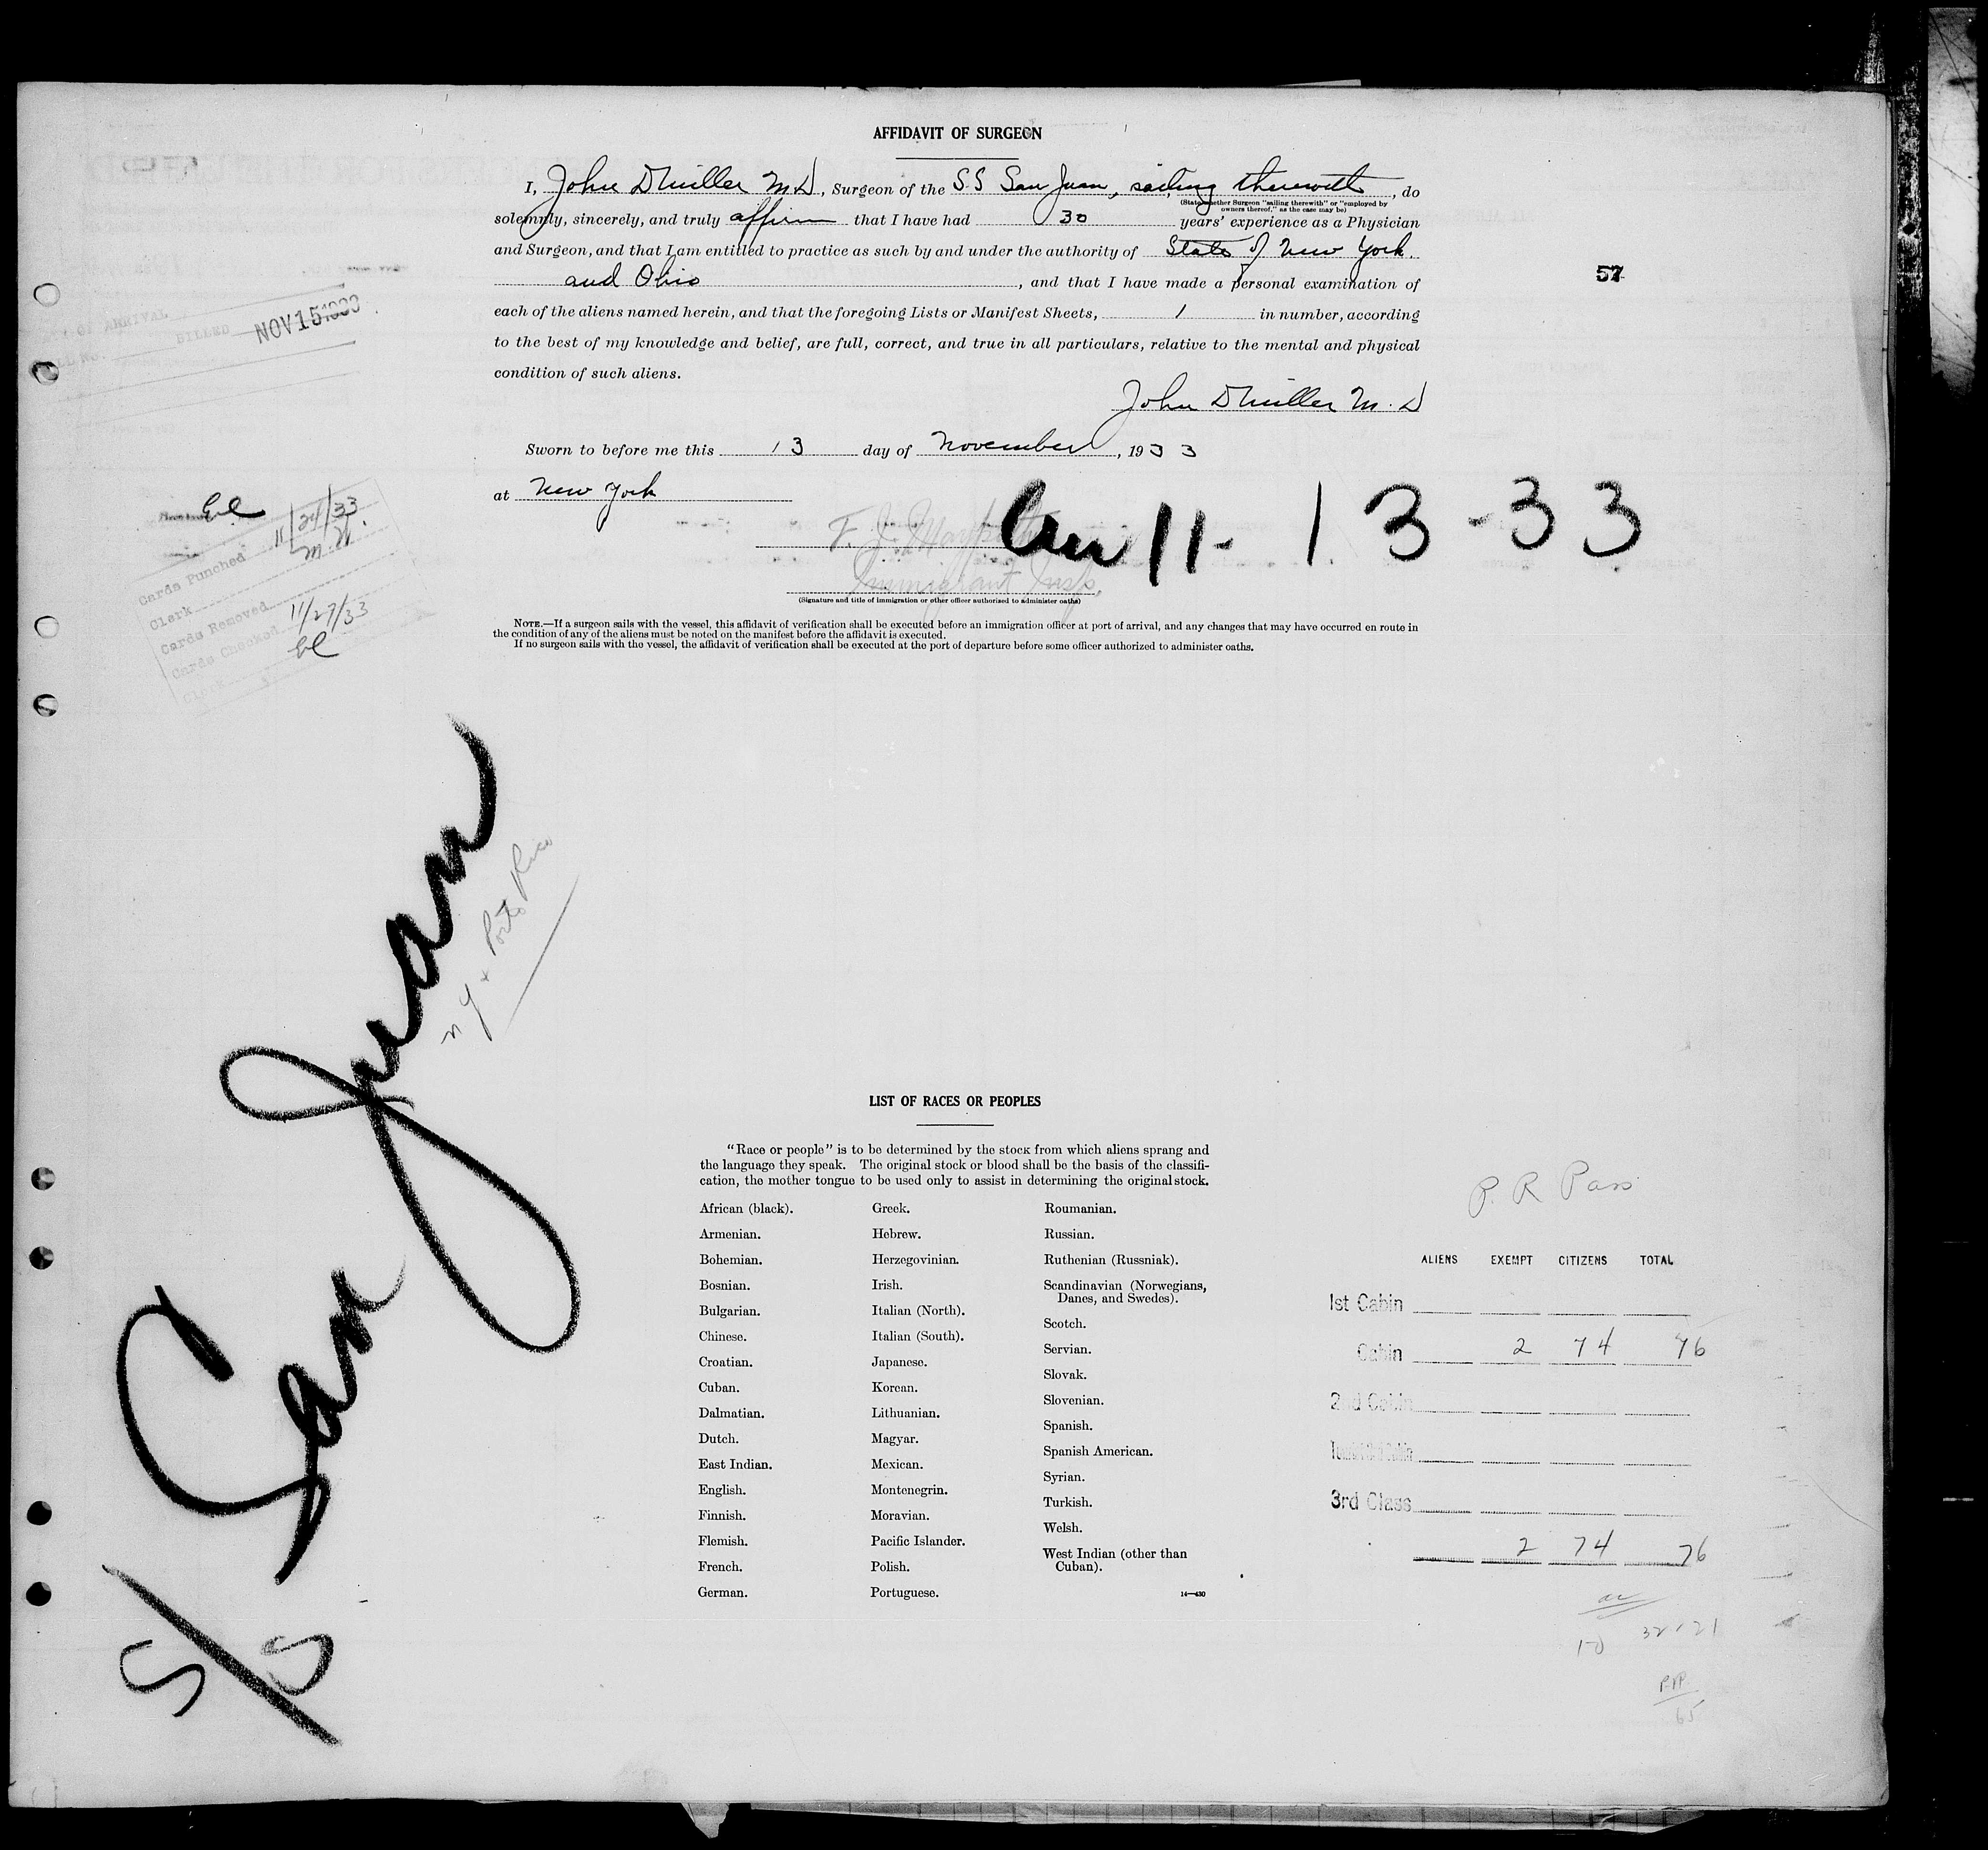 AFFIDAVIT OF SURGEON
I, John D Miller M.D, Surgeon of the S.S San Juan, sailing therewith, do
(State whether Surgeon "sailing therewith" or "employed by
owners thereof," as the case may be)
solemnly, sincerely, and truly affirm that I have had 30 years' experience as a Physician
and Surgeon, and that I am entitled to practice as such by and under the authority of State of New York.
and Ohio, and that I have made a personal examination of
57
each of the aliens named herein, and that the foregoing Lists or Manifest Sheets, 1 in number, according
to the best of my knowledge and belief, are full, correct, and true in all particulars, relative to the mental and physical
condition of such aliens.
John D Miller M.D
Sworn to before me this 13 day of November, 1933
at New York
Arr 11-13-33
F. J.
Immigrant Insp.
(Signature and title of immigration or other officer authorized to administer oaths)
NOTE.—If a surgeon sails with the vessel, this affidavit of verification shall be executed before an immigration officer at port of arrival, and any changes that may have occurred en route in
the condition of any of the aliens must be noted on the manifest before the affidavit is executed.
If no surgeon sails with the vessel, the affidavit of verification shall be executed at the port of departure before some officer authorized to administer oaths.
OF ARRIVAL
BILLED NOV 15 1933
Cards Punched 11/24/33
Clerk M.W.
Cards Removed
Cards Checked 11/27/33
Clerk
S/S San Juan
N Y & Porto Rico
LIST OF RACES OR PEOPLES
"Race or people" is to be determined by the stock from which aliens sprang and
the language they speak. The original stock or blood shall be the basis of the classifi-
cation, the mother tongue to be used only to assist in determining the original stock.
African (black).
Armenian.
Bohemian.
Bosnian.
Bulgarian.
Chinese.
Croatian.
Cuban.
Dalmatian.
Dutch.
East Indian.
English.
Finnish.
Flemish.
French.
German.
Greek.
Hebrew.
Herzegovinian.
Irish.
Italian (North).
Italian (South).
Japanese.
Korean.
Lithuanian.
Magyar.
Mexican.
Montenegrin.
Moravian.
Pacific Islander.
Polish.
Portuguese.
Roumanian.
Russian.
Ruthenian (Russniak).
Scandinavian (Norwegians,
Danes, and Swedes).
Scotch.
Servian.
Slovak.
Slovenian.
Spanish.
Spanish American.
Syrian.
Turkish.
Welsh.
West Indian (other than
Cuban).
14—430
P. R Pass
ALIENS EXEMPT CITIZENS TOTAL
1st Cabin
Cabin 2 74 76
2nd Cabin
3rd Class
2 74 76
65